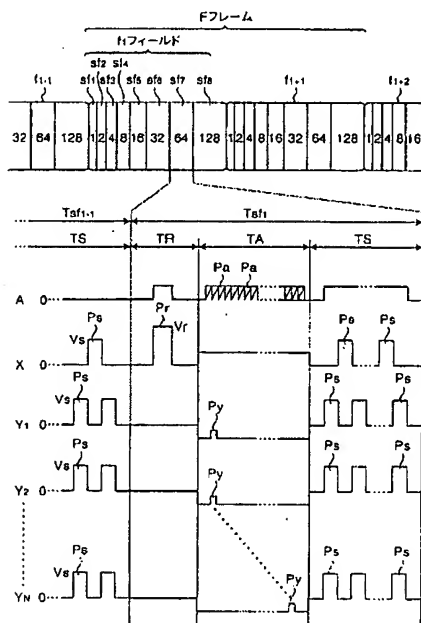 Fフレーム
f1フィールド
sf2 sf4
f1-1 sf1 sf3 sf5 sf6 sf7 sf8 f1+1 f1+2
32 64 128 1 2 4 8 16 32 64 128 1 2 4 8 16 32 64 128 1 2 4 8 16
Tsf1-1 Tsf1
TS TR TA TS
A 0 Pa Pa
Ps Pr Ps Ps
X 0 Vs Vr
Ps Ps Ps
Y1 0 Vs Py
Ps Ps Ps
Y2 0 Vs Py
Ps Ps Ps
YN 0 Vs Py